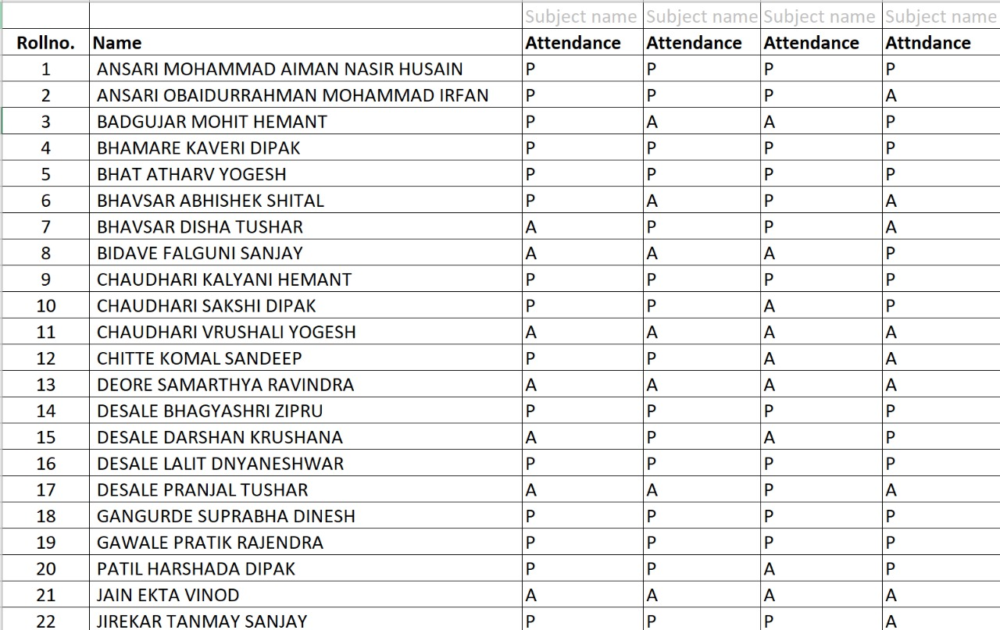 Subject name Subject name Subject name Subject name
Rollno. Name Attendance Attendance Attendance Attndance
1 ANSARI MOHAMMAD AIMAN NASIR HUSAIN P P P P
2 ANSARI OBAIDURRAHMAN MOHAMMAD IRFAN P P P A
3 BADGUJAR MOHIT HEMANT P A A P
4 BHAMARE KAVERI DIPAK P P P P
5 BHAT ATHARV YOGESH P P P P
6 BHAVSAR ABHISHEK SHITAL P A P A
7 BHAVSAR DISHA TUSHAR A P P A
8 BIDAVE FALGUNI SANJAY A A A P
9 CHAUDHARI KALYANI HEMANT P P P P
10 CHAUDHARI SAKSHI DIPAK P P A P
11 CHAUDHARI VRUSHALI YOGESH A A A A
12 CHITTE KOMAL SANDEEP P P A A
13 DEORE SAMARTHYA RAVINDRA A A A A
14 DESALE BHAGYASHRI ZIPRU P P P P
15 DESALE DARSHAN KRUSHANA A P A P
16 DESALE LALIT DNYANESHWAR P P P P
17 DESALE PRANJAL TUSHAR A A P A
18 GANGURDE SUPRABHA DINESH P P P P
19 GAWALE PRATIK RAJENDRA P P P P
20 PATIL HARSHADA DIPAK P P A P
21 JAIN EKTA VINOD A A A A
22 JIREKAR TANMAY SANJAY P P P A